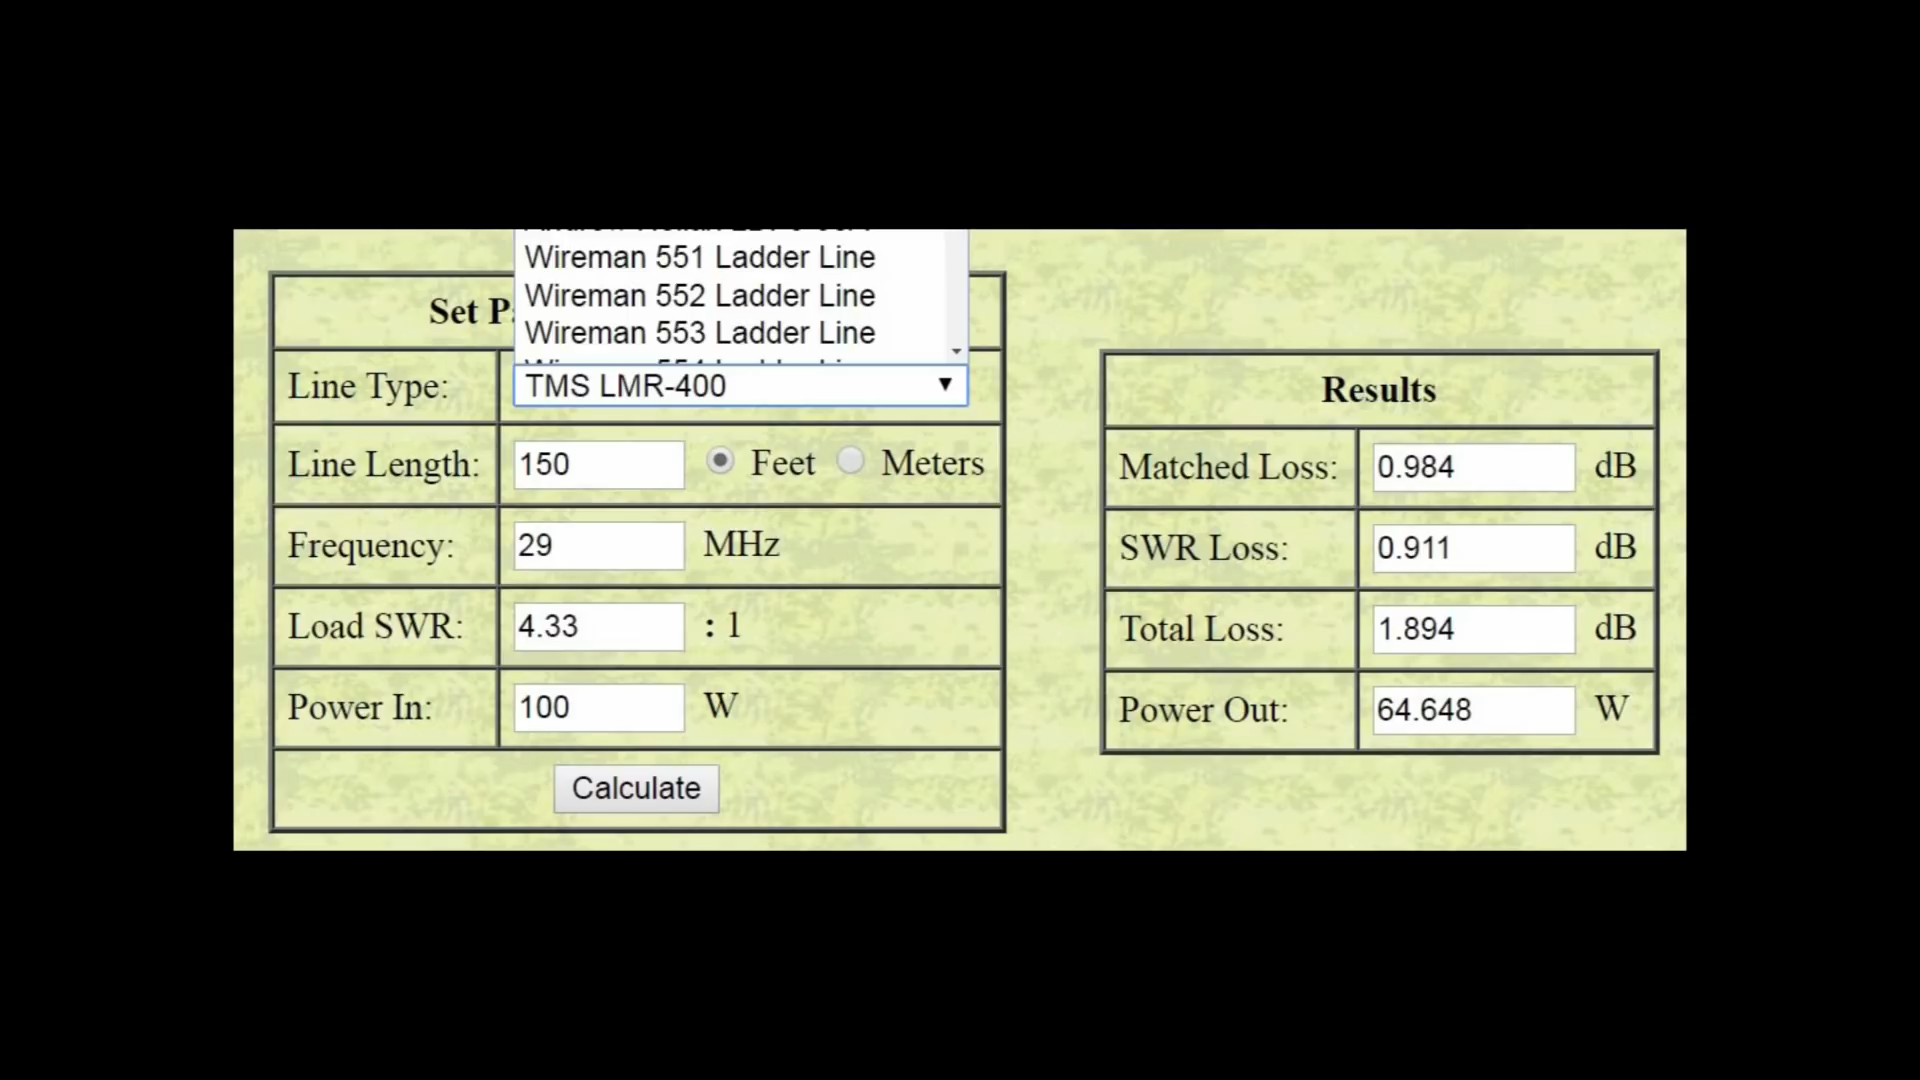 Wireman 551 Ladder Line
Wireman 552 Ladder Line
Set
Wireman 553 Ladder Line
Line Type: TMS LMR-400
Line Length: 150 Feet Meters
Frequency: 29 MHz
Load SWR: 4.33 : 1
Power In: 100 W
Calculate
Results
Matched Loss: 0.984 dB
SWR Loss: 0.911 dB
Total Loss: 1.894 dB
Power Out: 64.648 W